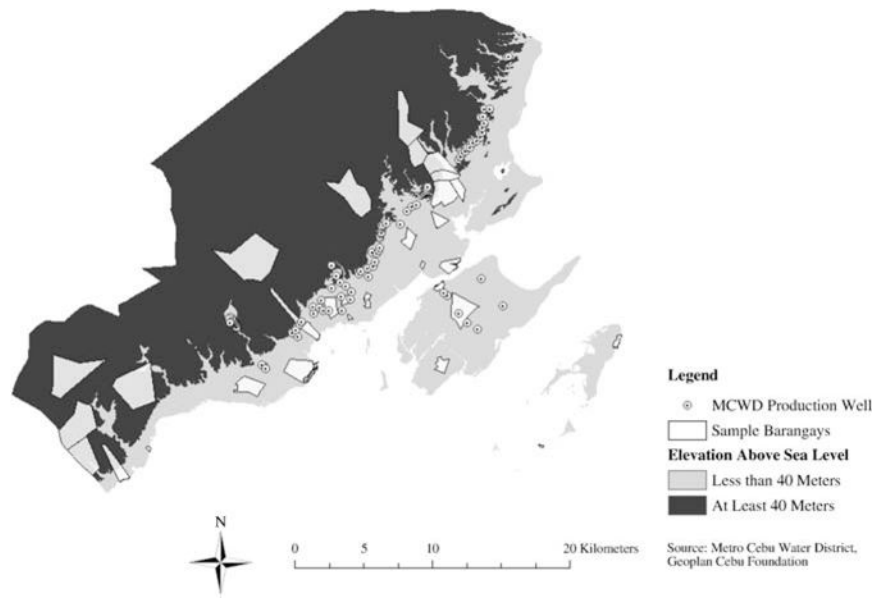 Legend
MCWD Production Well
Sample Barangays
Elevation Above Sea Level
Less than 40 Meters
At Least 40 Meters
N
0 5 10 20 Kilometers
Source: Metro Cebu Water District,
Geoplan Cebu Foundation